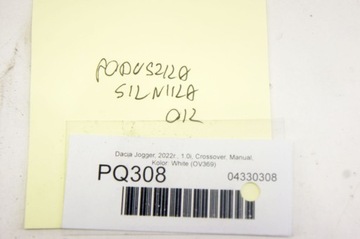 PODUSZKA
SILNIKA
OIL
Dacia Jogger, 2022r., 1.0i, Crossover, Manual,
Kolor: White (OV369)
PQ308
04330308